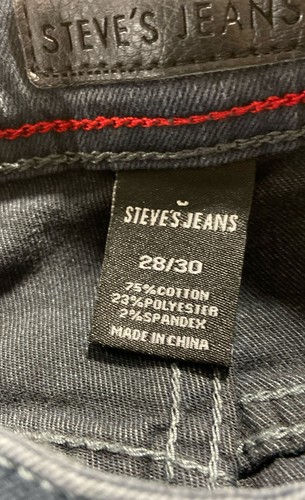 STEVE'S JEANS
STEVE'S JEANS
28/30
75%COTTON
23%POLYESTER
2%SPANDEX
MADE IN CHINA